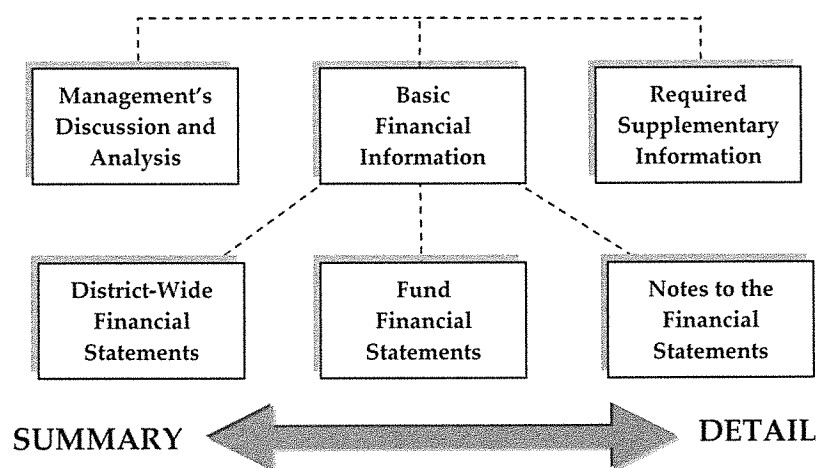 Management's
Discussion and
Analysis
Basic
Financial
Information
Required
Supplementary
Information
District-Wide
Financial
Statements
Fund
Financial
Statements
Notes to the
Financial
Statements
SUMMARY
DETAIL